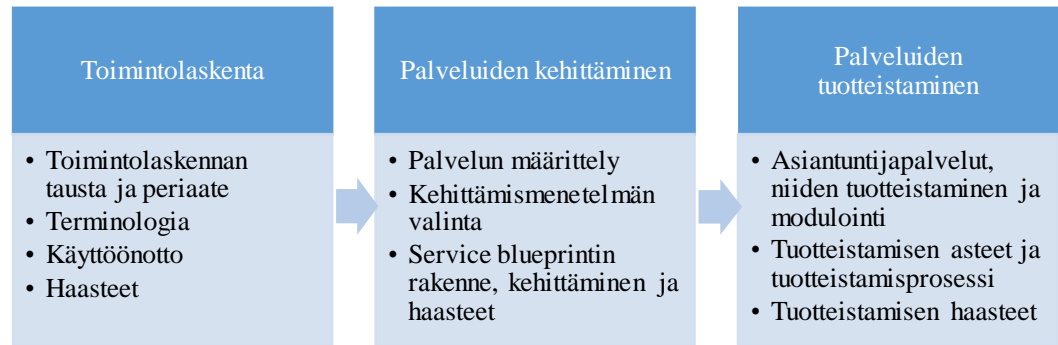 Toimintolaskenta
• Toimintolaskennan
tausta ja periaate
• Terminologia
• Käyttöönotto
• Haasteet
Palveluiden kehittäminen
• Palvelun määrittely
• Kehittämismenetelmän
valinta
• Service blueprintin
rakenne, kehittäminen ja
haasteet
Palveluiden
tuotteistaminen
• Asiantuntijapalvelut,
niiden tuotteistaminen ja
modulointi
• Tuotteistamisen asteet ja
tuotteistamisprosessi
• Tuotteistamisen haasteet